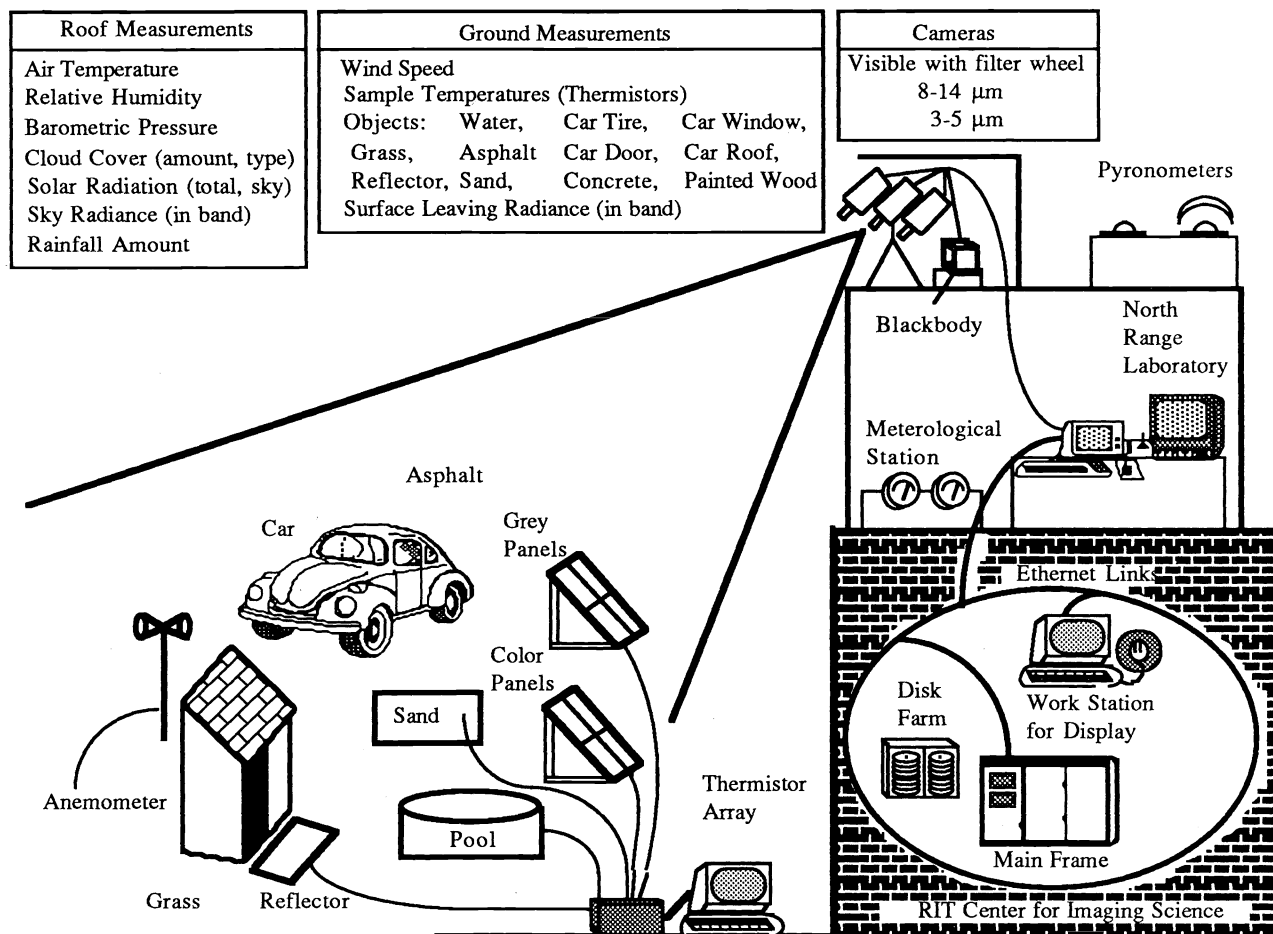 Roof Measurements
Air Temperature
Relative Humidity
Barometric Pressure
Cloud Cover (amount, type)
Solar Radiation (total, sky)
Sky Radiance (in band)
Rainfall Amount
Ground Measurements
Wind Speed
Sample Temperatures (Thermistors)
Objects: Water, Car Tire, Car Window,
Grass, Asphalt Car Door, Car Roof,
Reflector, Sand, Concrete, Painted Wood
Surface Leaving Radiance (in band)
Cameras
Visible with filter wheel
8-14 µm
3-5 µm
Pyronometers
Blackbody
North
Range
Laboratory
Meterological
Station
Asphalt
Car
Grey
Panels
Ethernet Links
Color
Panels
Sand
Disk
Farm
Work Station
for Display
Anemometer
Thermistor
Array
Pool
Main Frame
Grass
Reflector
RIT Center for Imaging Science